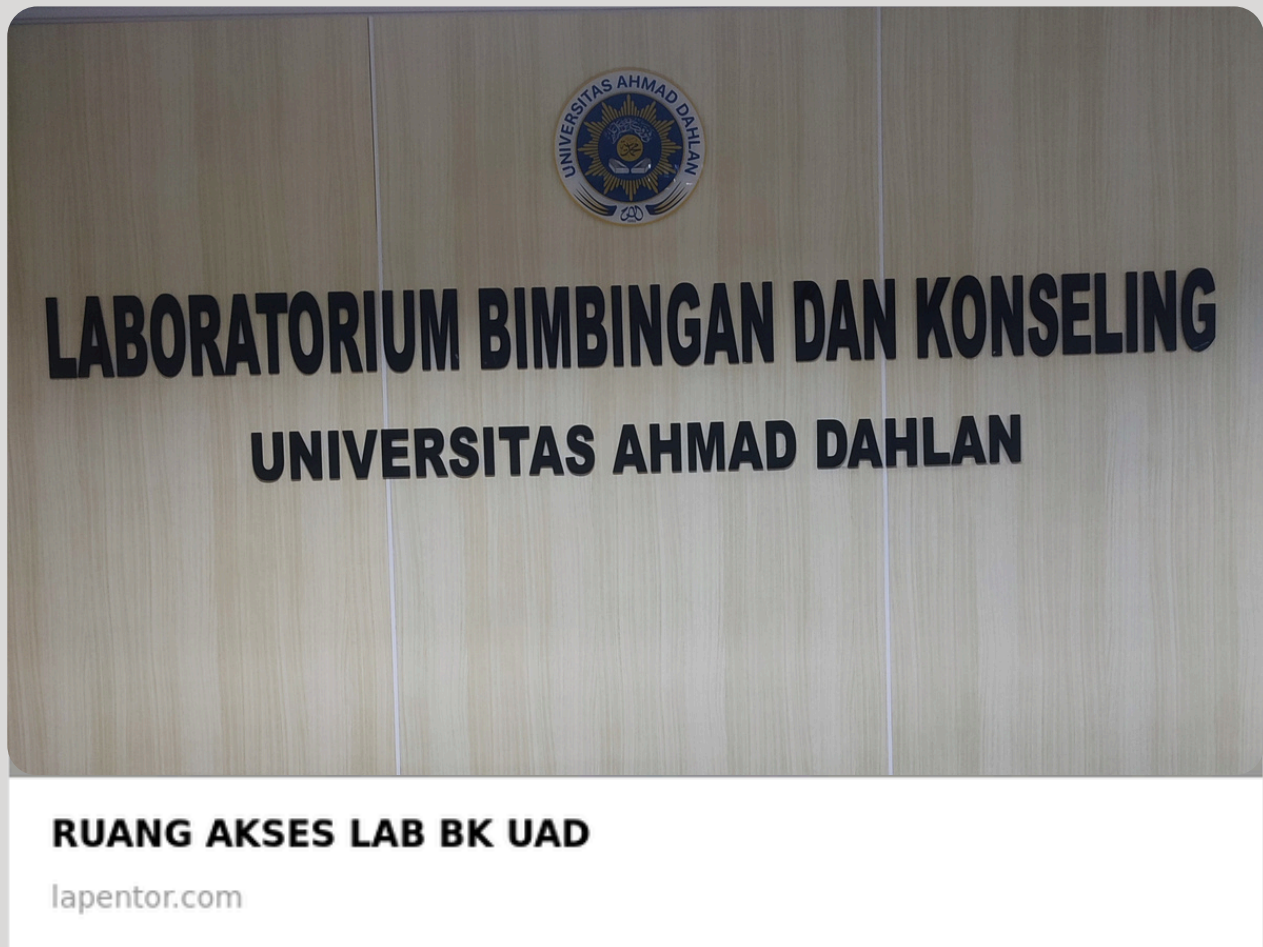 UNIVERSITAS AHMAD DAHLAN
LABORATORIUM BIMBINGAN DAN KONSELING
UNIVERSITAS AHMAD DAHLAN
RUANG AKSES LAB BK UAD
lapentor.com